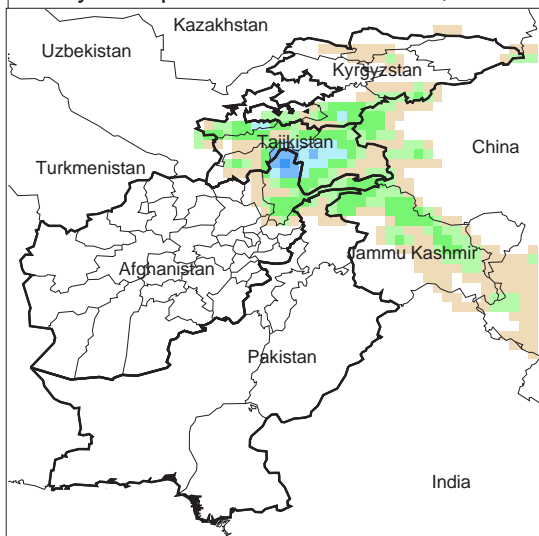 Kazakhstan
Uzbekistan
Kyrgyzstan
Tajikistan
China
Turkmenistan
Jammu Kashmir
Afghanistan
Pakistan
India